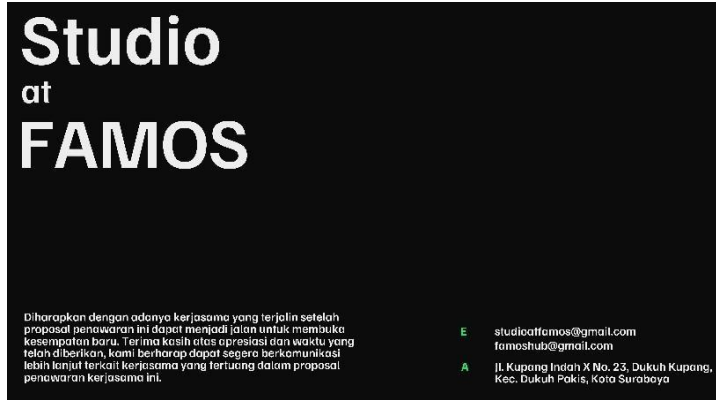 Studio
at
FAMOS
Diharapkan dengan adanya kerjasama yang terjalin setelah
proposal penawaran ini dapat menjadi jalan untuk membuka
kesempatan baru. Terima kasih atas apresiasi dan waktu yang
telah diberikan, kami berharap dapat segera berkomunikasi
lebih lanjut terkait kerjasama yang tertuang dalam proposal
penawaran kerjasama ini.
E studioatfamos@gmail.com
famoshub@gmail.com
A Jl. Kupang Indah X No. 23, Dukuh Kupang,
Kec. Dukuh Pakis, Kota Surabaya